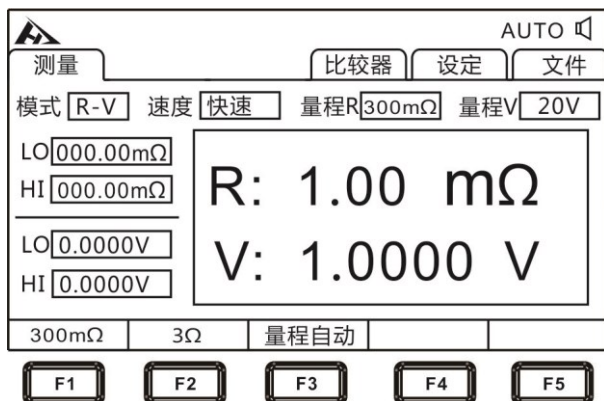 AUTO
测量 比较器 设定 文件
模式 R-V 速度 快速 量程R 300mΩ 量程V 20V
LO 000.00mΩ
HI 000.00mΩ
LO 0.0000V
HI 0.0000V
R: 1.00 mΩ
V: 1.0000 V
300mΩ 3Ω 量程自动
F1 F2 F3 F4 F5